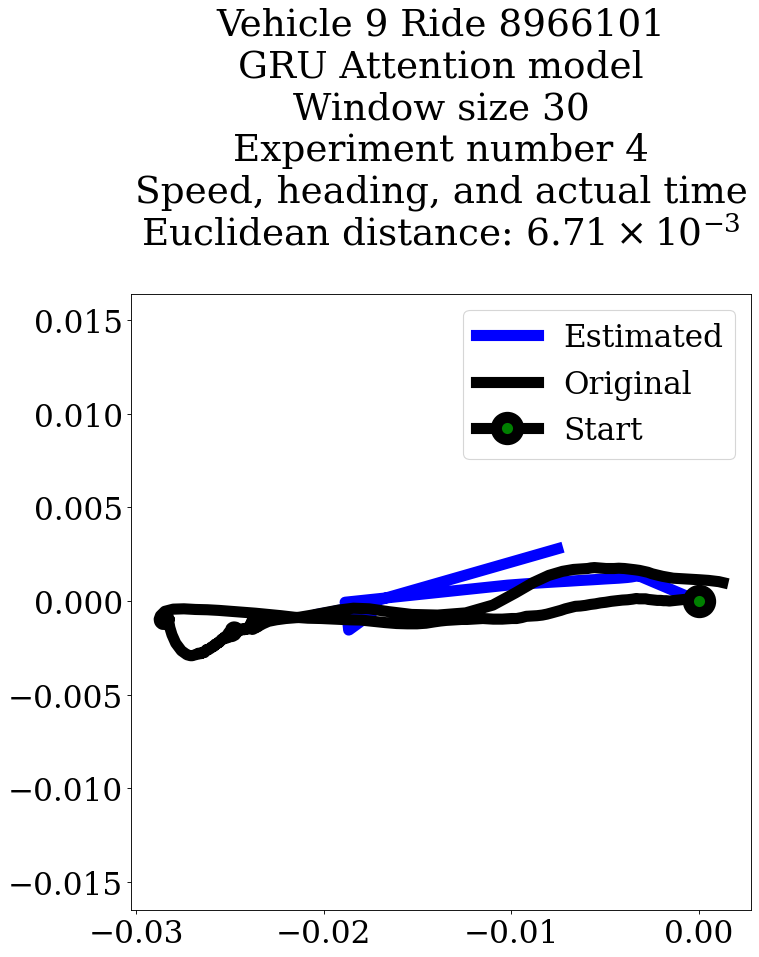 Vehicle 9 Ride 8966101
GRU Attention model
Window size 30
Experiment number 4
Speed, heading, and actual time
Euclidean distance: 6.71 × 10⁻³
Estimated
Original
Start
0.015
0.010
0.005
0.000
−0.005
−0.010
−0.015
−0.03 −0.02 −0.01 0.00